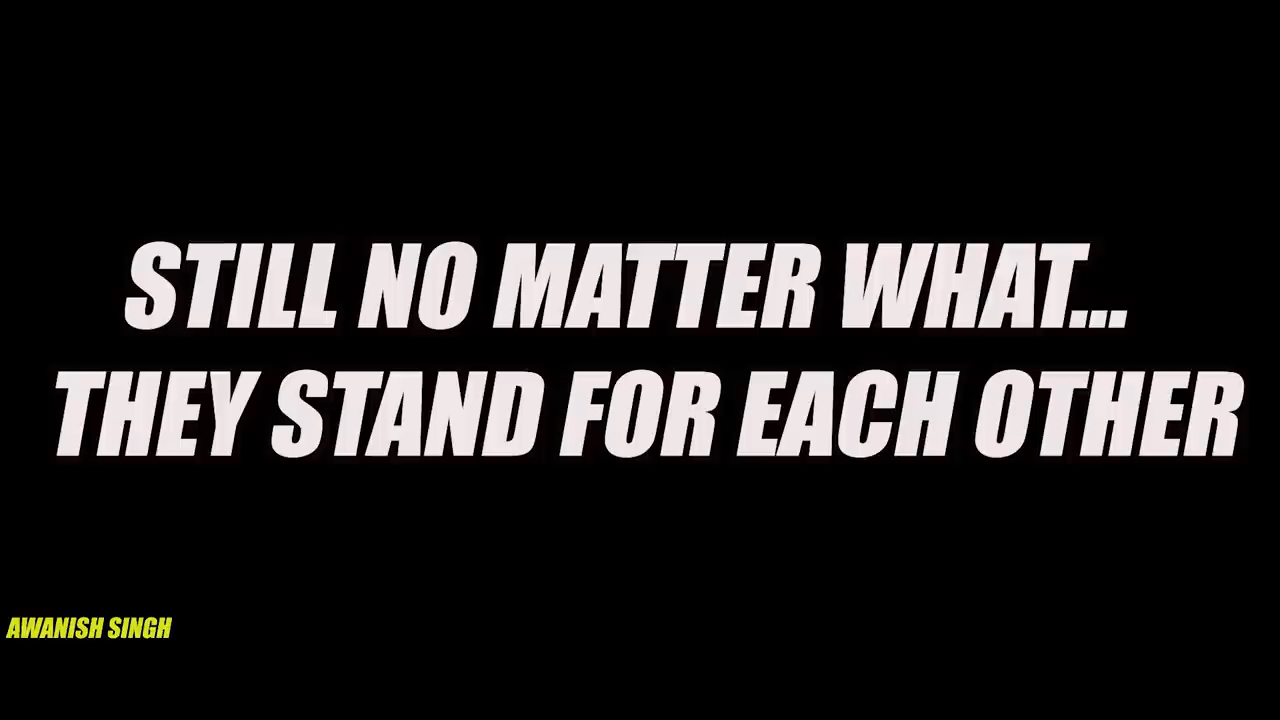 STILL NO MATTER WHAT...
THEY STAND FOR EACH OTHER
AWANISH SINGH